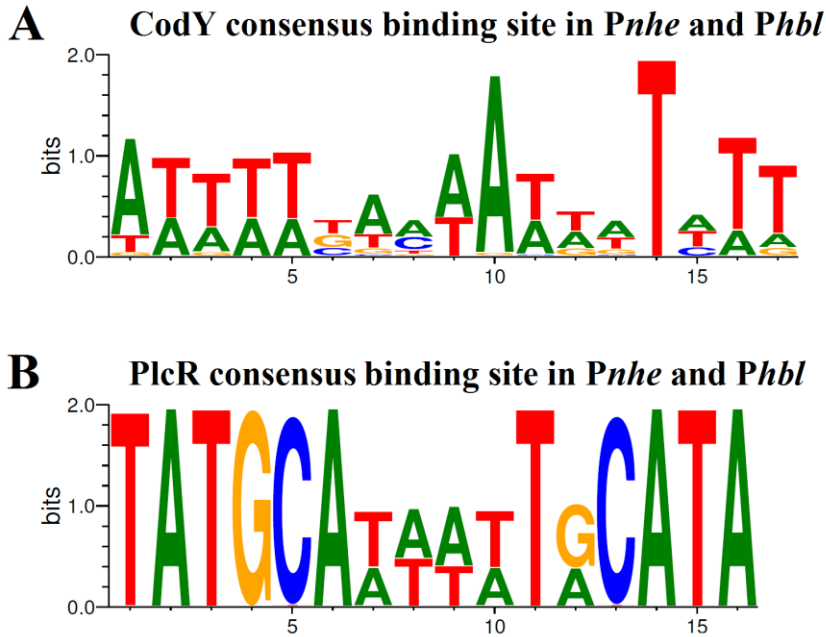 A CodY consensus binding site in Pnhe and Phbl
2.0
1.0
0.0
bits
5
10
15
B PlcR consensus binding site in Pnhe and Phbl
2.0
1.0
0.0
bits
TATGCATAATTGCATA
5
10
15